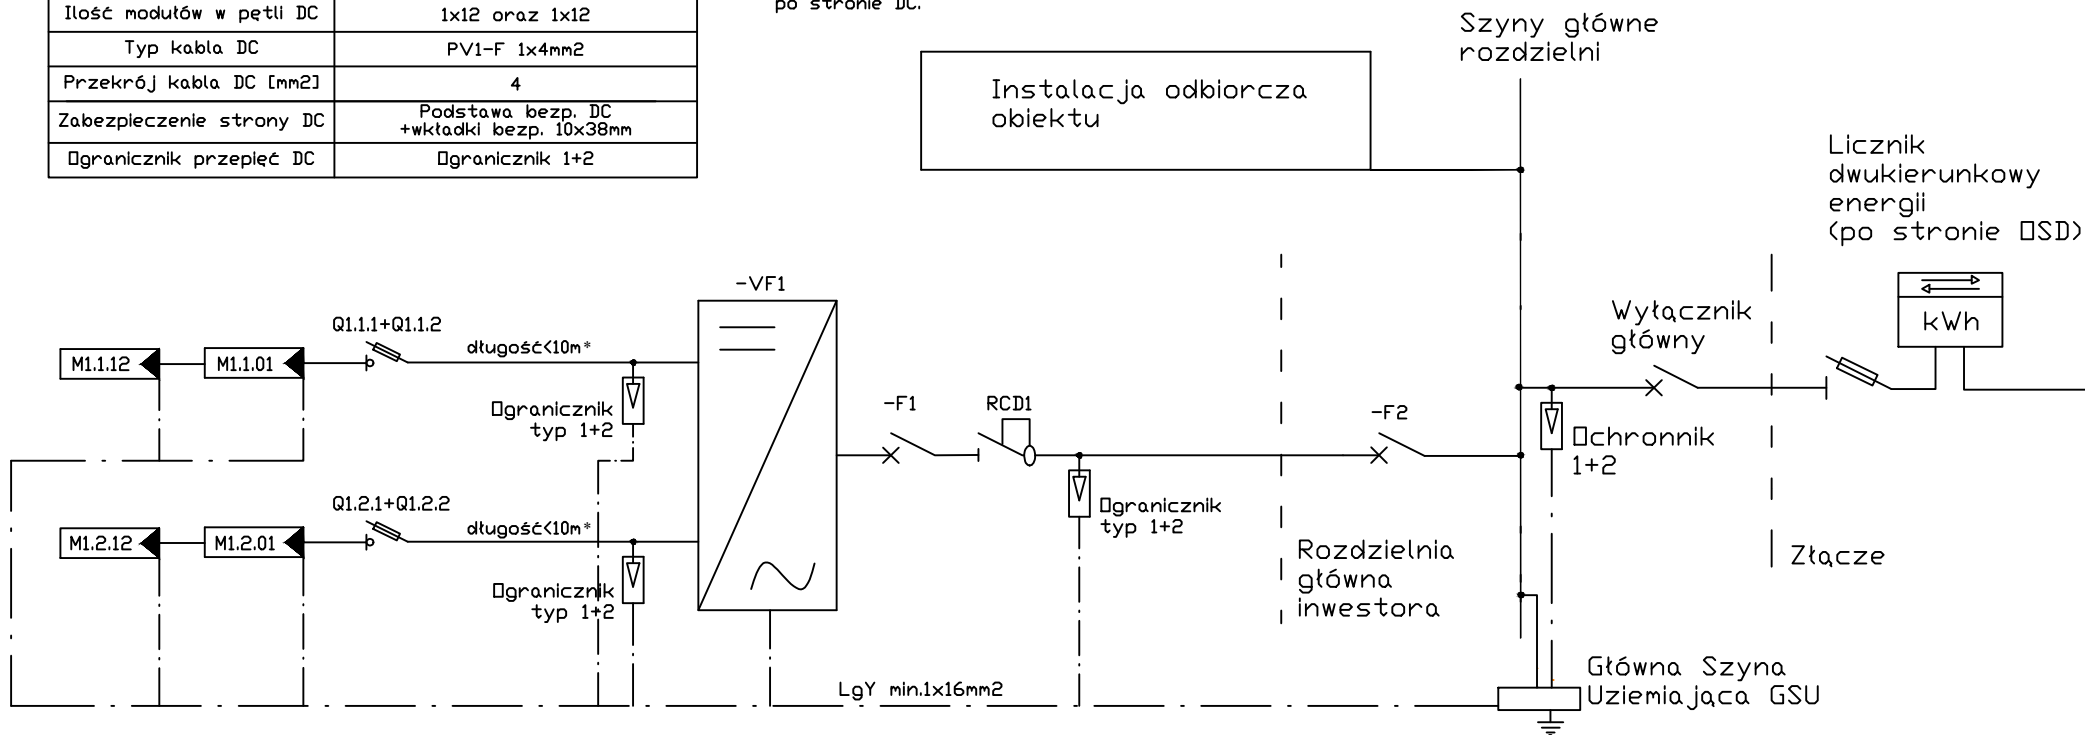 Ilość modułów w pętli DC
1x12 oraz 1x12
Typ kabla DC
PV1-F 1x4mm2
Przekrój kabla DC [mm2]
4
Zabezpieczenie strony DC
Podstawa bezp. DC
+wkładki bezp. 10x38mm
Ogranicznik przepięć DC
Ogranicznik 1+2
po stronie DC.
Szyny główne
rozdzielni
Instalacja odbiorcza
obiektu
Licznik
dwukierunkowy
energii
(po stronie OSD)
kWh
Wyłącznik
główny
-VF1
Q1.1.1+Q1.1.2
długość<10m*
M1.1.12
M1.1.01
Ogranicznik
typ 1+2
-F1
RCD1
-F2
Ochronnik
1+2
Q1.2.1+Q1.2.2
długość<10m*
M1.2.12
M1.2.01
Ogranicznik
typ 1+2
Ogranicznik
typ 1+2
Rozdzielnia
główna
inwestora
Złącze
LgY min.1x16mm2
Główna Szyna
Uziemiająca GSU